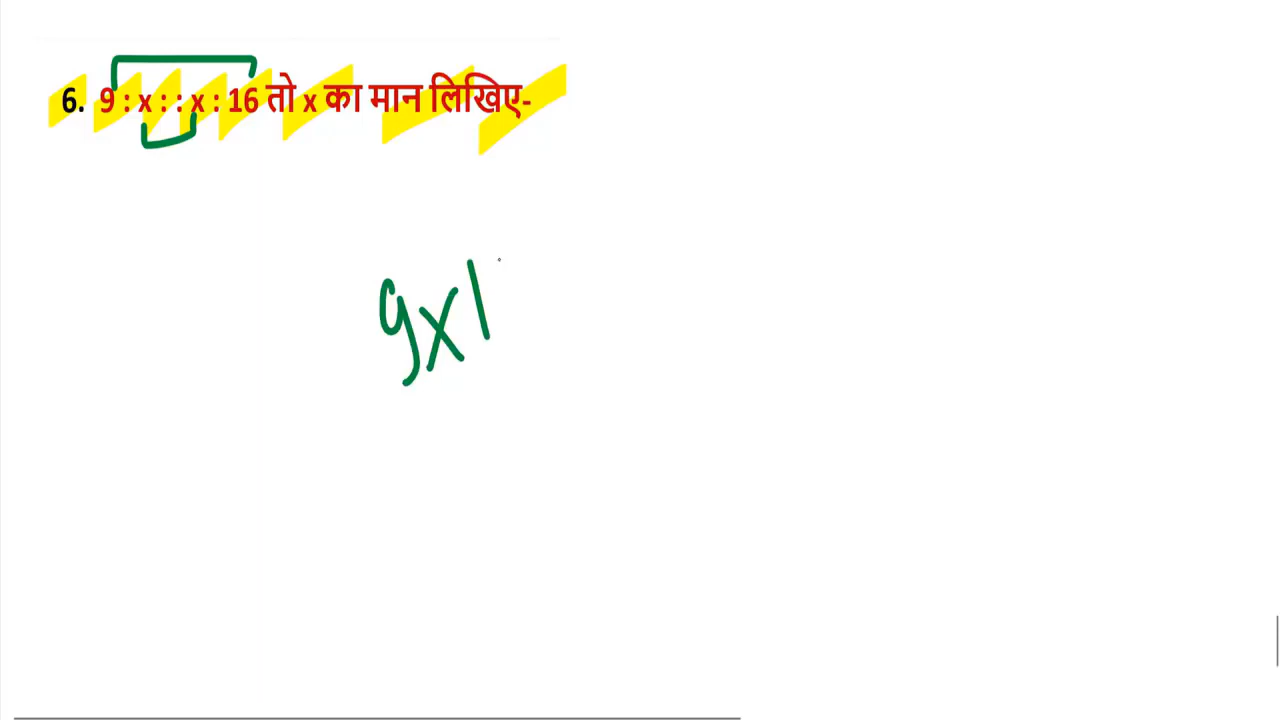 6. 9 : x : : x : 16 तो x का मान लिखिए-
9x1